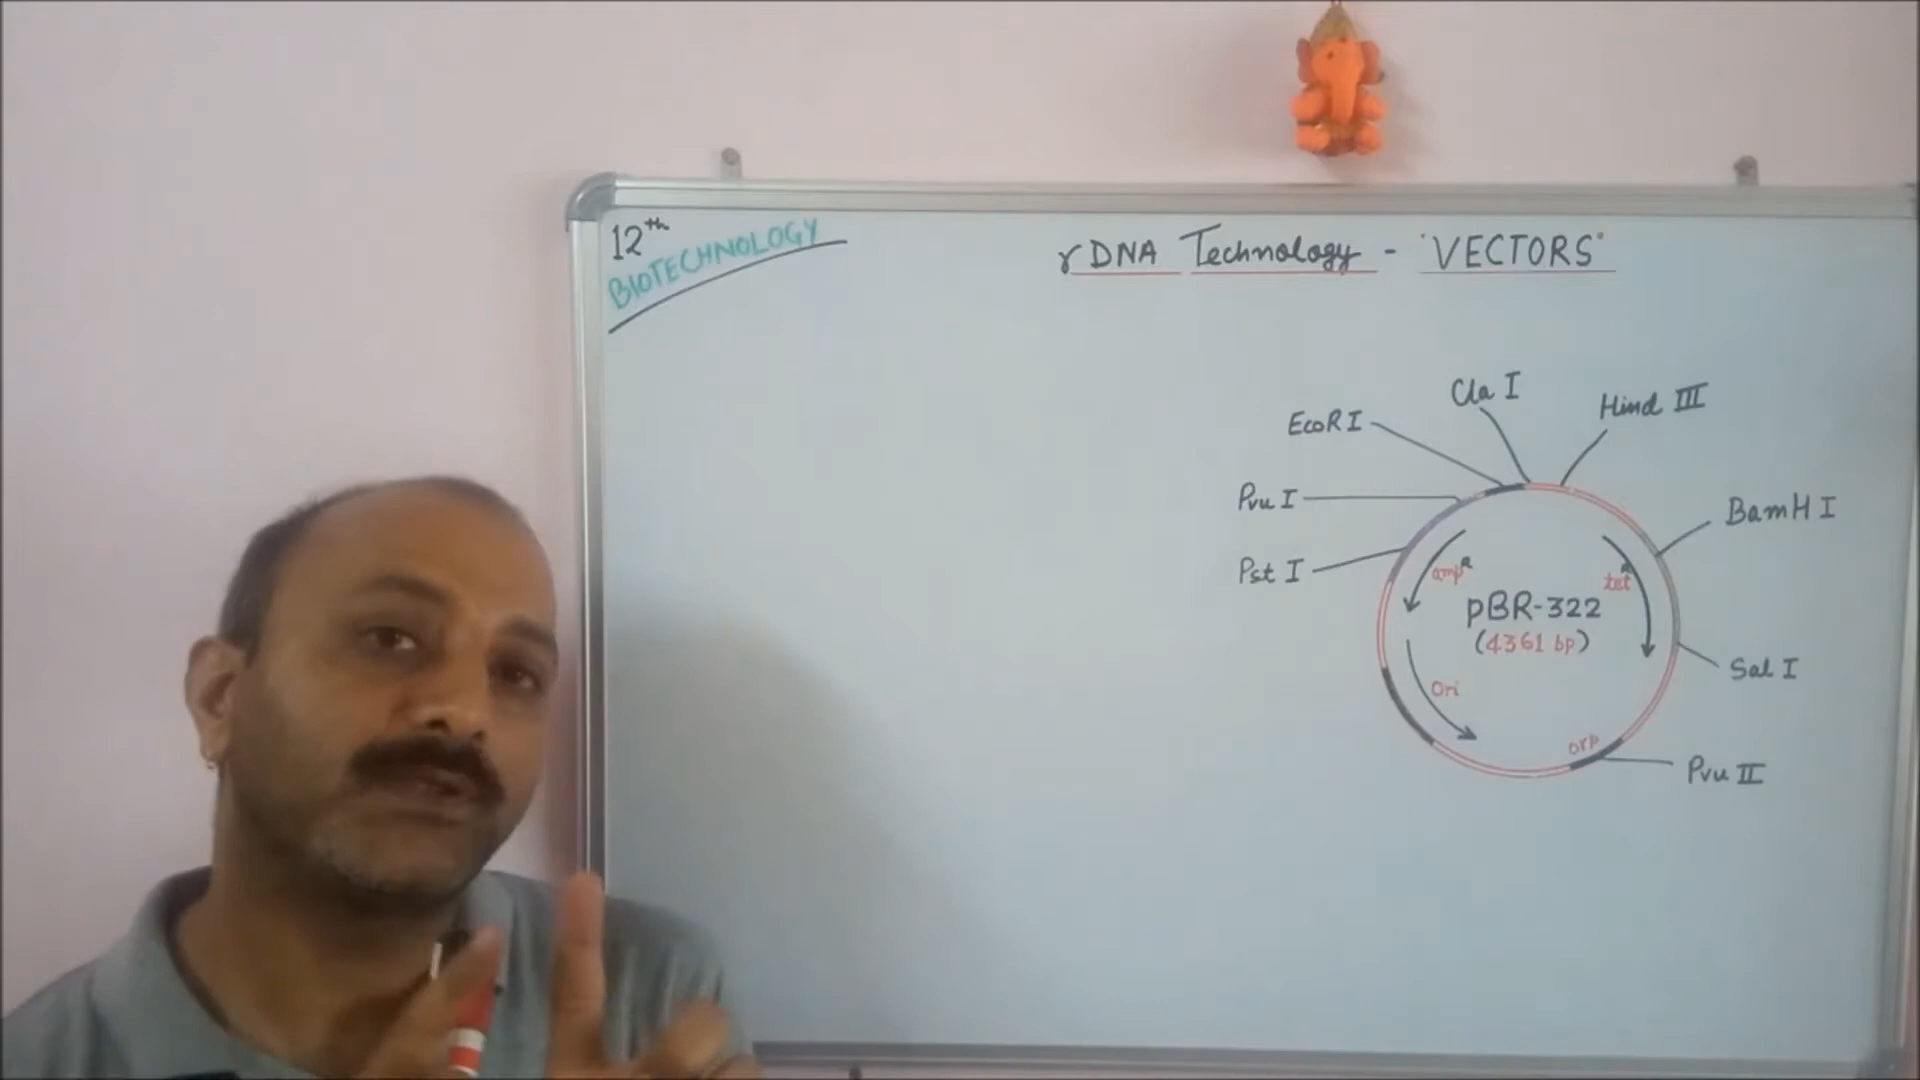 12th
BIOTECHNOLOGY
rDNA Technology - 'VECTORS'
Cla I
Hind III
EcoR I
Pvu I
BamH I
Pst I
ampR
tetR
pBR-322
(4361 bp)
Sal I
Ori
orp
Pvu II